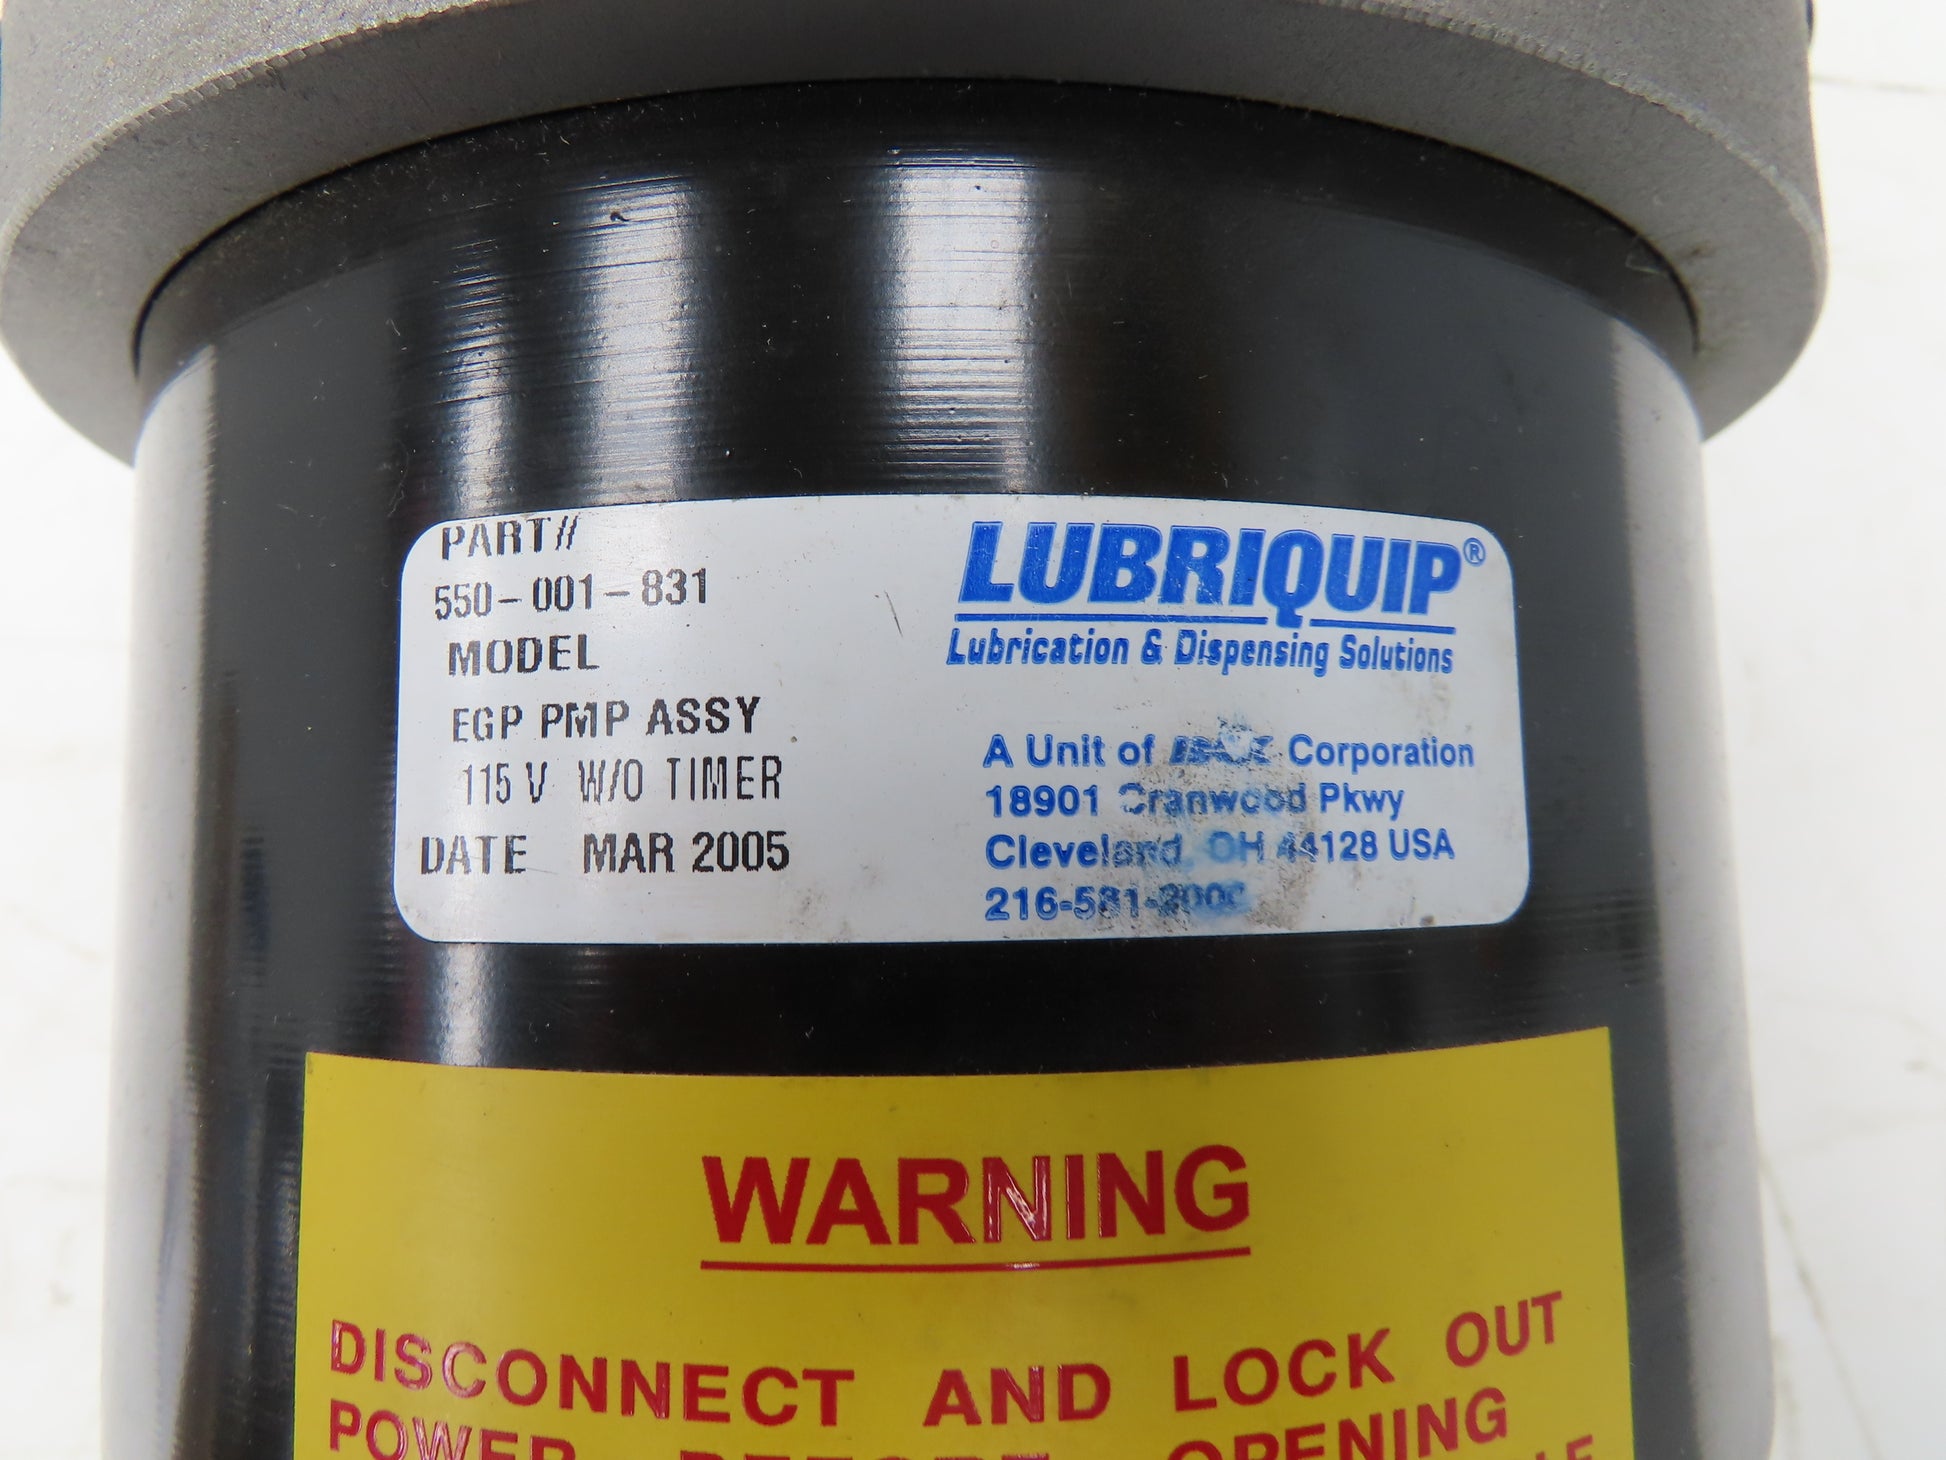 PART#
550-001-831
MODEL
EGP PMP ASSY
115 V W/O TIMER
DATE MAR 2005
LUBRIQUIP®
Lubrication & Dispensing Solutions
A Unit of Corporation
18901 Cranwood Pkwy
Cleveland, OH 44128 USA
216-581-2000
WARNING
DISCONNECT AND LOCK OUT
POWER BEFORE OPENING